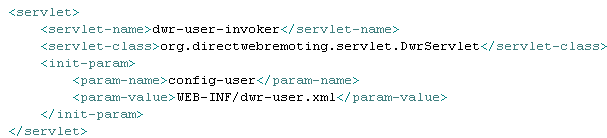 <servlet>
    <servlet-name>dwr-user-invoker</servlet-name>
    <servlet-class>org.directwebremoting.servlet.DwrServlet</servlet-class>
    <init-param>
        <param-name>config-user</param-name>
        <param-value>WEB-INF/dwr-user.xml</param-value>
    </init-param>
</servlet>